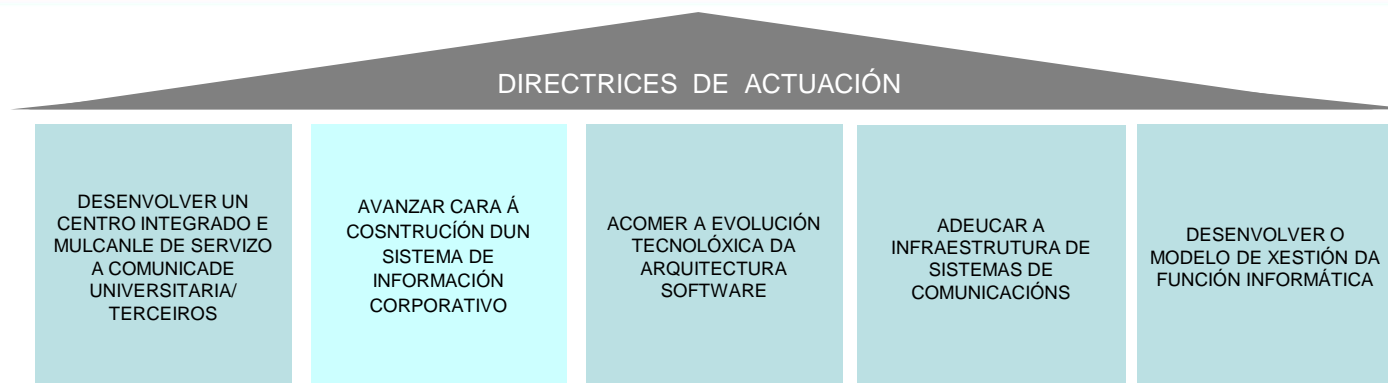 DIRECTRICES DE ACTUACIÓN
DESENVOLVER UN
CENTRO INTEGRADO E
MULCANLE DE SERVIZO
A COMUNICADE
UNIVERSITARIA/
TERCEIROS
AVANZAR CARA Á
COSNTRUCÍÓN DUN
SISTEMA DE
INFORMACIÓN
CORPORATIVO
ACOMER A EVOLUCIÓN
TECNOLÓXICA DA
ARQUITECTURA
SOFTWARE
ADEUCAR A
INFRAESTRUTURA DE
SISTEMAS DE
COMUNICACIÓNS
DESENVOLVER O
MODELO DE XESTIÓN DA
FUNCIÓN INFORMÁTICA